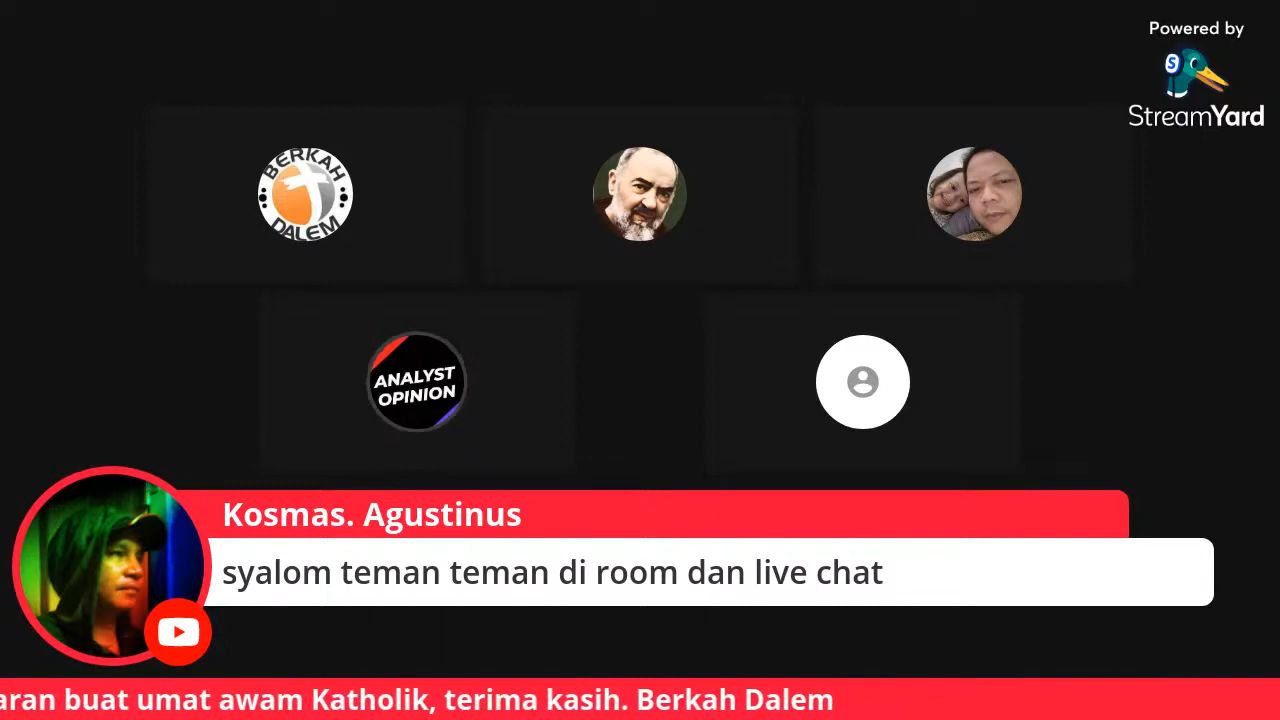 Powered by
S
StreamYard
BERKAH
DALEM
ANALYST
OPINION
Kosmas. Agustinus
syalom teman teman di room dan live chat
aran buat umat awam Katholik, terima kasih. Berkah Dalem